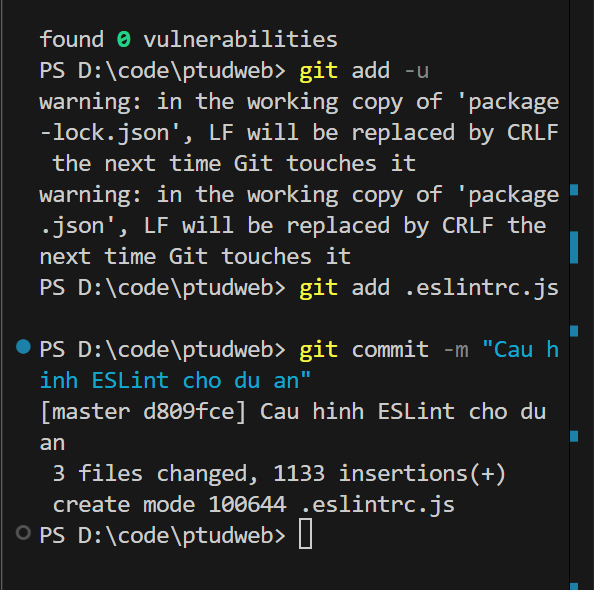 found 0 vulnerabilities
PS D:\code\ptudweb> git add -u
warning: in the working copy of 'package
-lock.json', LF will be replaced by CRLF
 the next time Git touches it
warning: in the working copy of 'package
.json', LF will be replaced by CRLF the
next time Git touches it
PS D:\code\ptudweb> git add .eslintrc.js
PS D:\code\ptudweb> git commit -m "Cau h
inh ESLint cho du an"
[master d809fce] Cau hinh ESLint cho du
an
 3 files changed, 1133 insertions(+)
 create mode 100644 .eslintrc.js
PS D:\code\ptudweb>